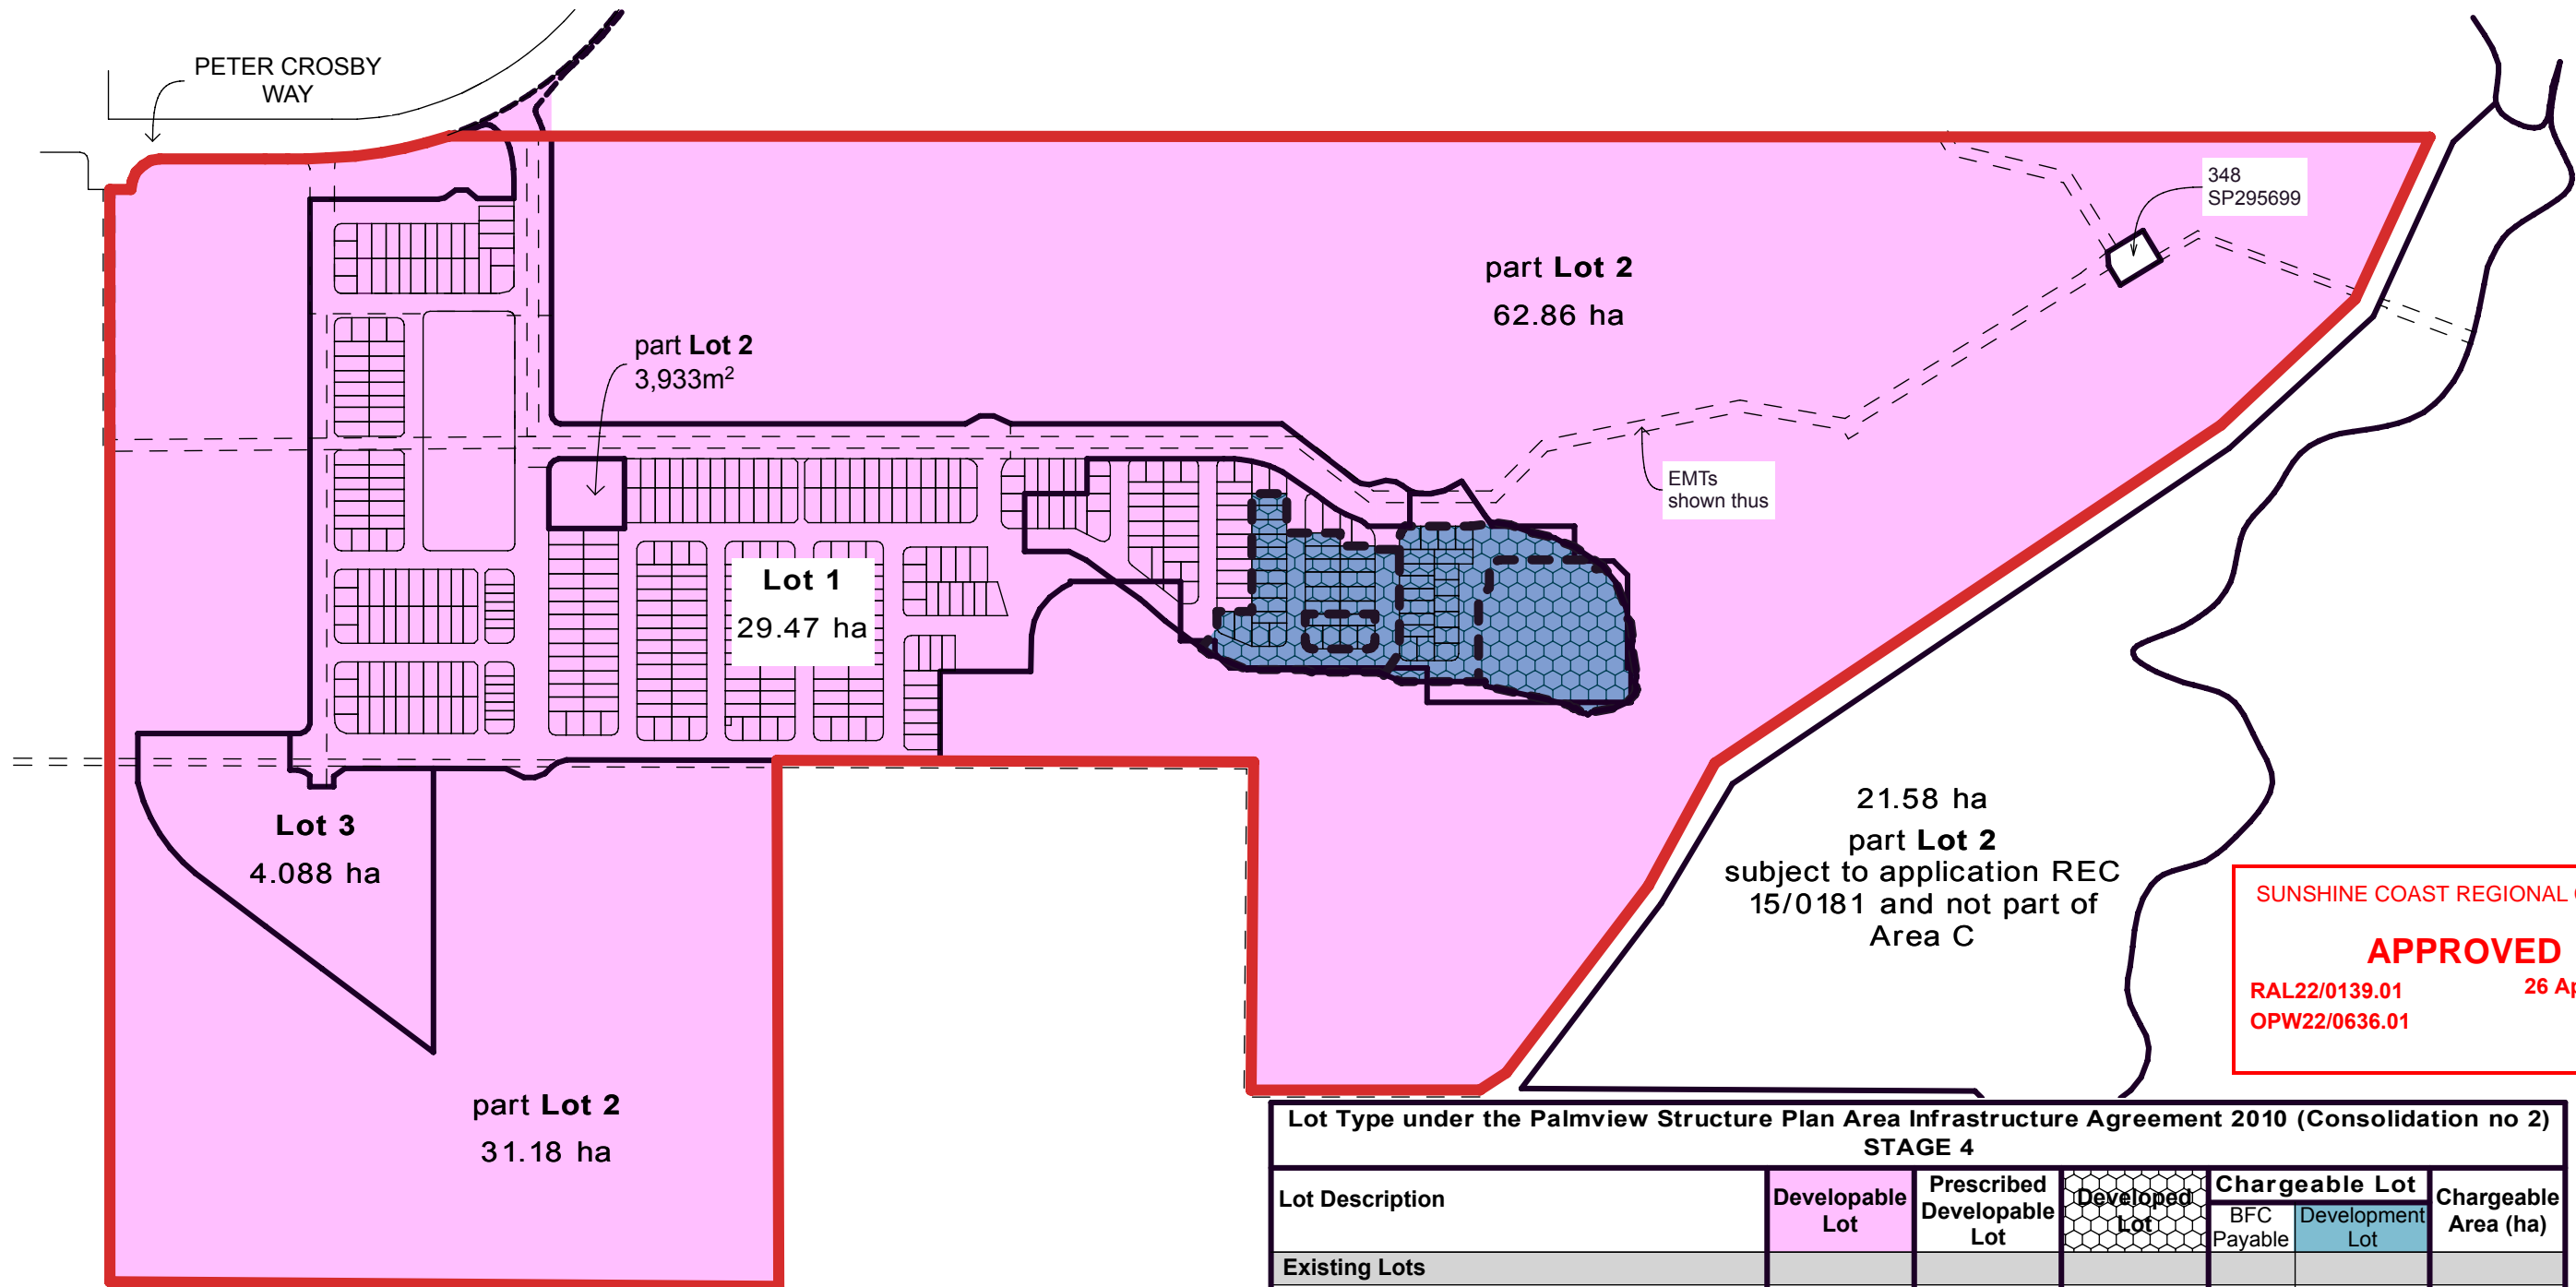 PETER CROSBY
WAY
348
SP295699
part Lot 2
62.86 ha
part Lot 2
3,933m²
EMTs
shown thus
Lot 1
29.47 ha
21.58 ha
part Lot 2
subject to application REC
15/0181 and not part of
Area C
Lot 3
4.088 ha
SUNSHINE COAST REGIONAL
APPROVED
RAL22/0139.01
26 Ap
OPW22/0636.01
part Lot 2
31.18 ha
Lot Type under the Palmview Structure Plan Area Infrastructure Agreement 2010 (Consolidation no 2)
STAGE 4
Lot Description
Developable
Lot
Prescribed
Developable
Lot
Developed
Lot
Chargeable Lot
BFC
Payable
Development
Lot
Chargeable
Area (ha)
Existing Lots